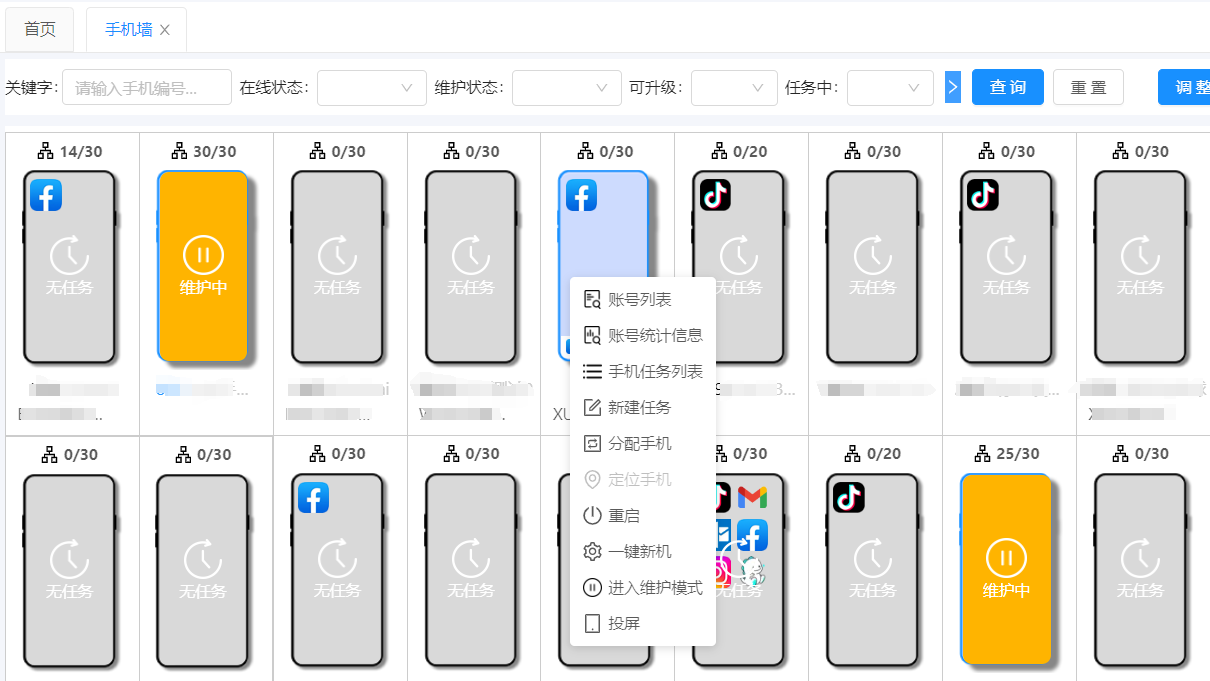 首页 手机墙
关键字: 请输入手机编号... 在线状态: 维护状态: 可升级: 任务中: 查 询 重 置 调 整
14/30 30/30 0/30 0/30 0/30 0/20 0/30 0/30 0/30
无任务 维护中 无任务 无任务 无任务 无任务 无任务 无任务
账号列表
账号统计信息
手机任务列表
新建任务
分配手机
定位手机
重启
一键新机
进入维护模式
投屏
0/30 0/30 0/30 0/30 0/30 0/20 25/30 0/30
无任务 无任务 无任务 无任务 无任务 无任务 维护中 无任务